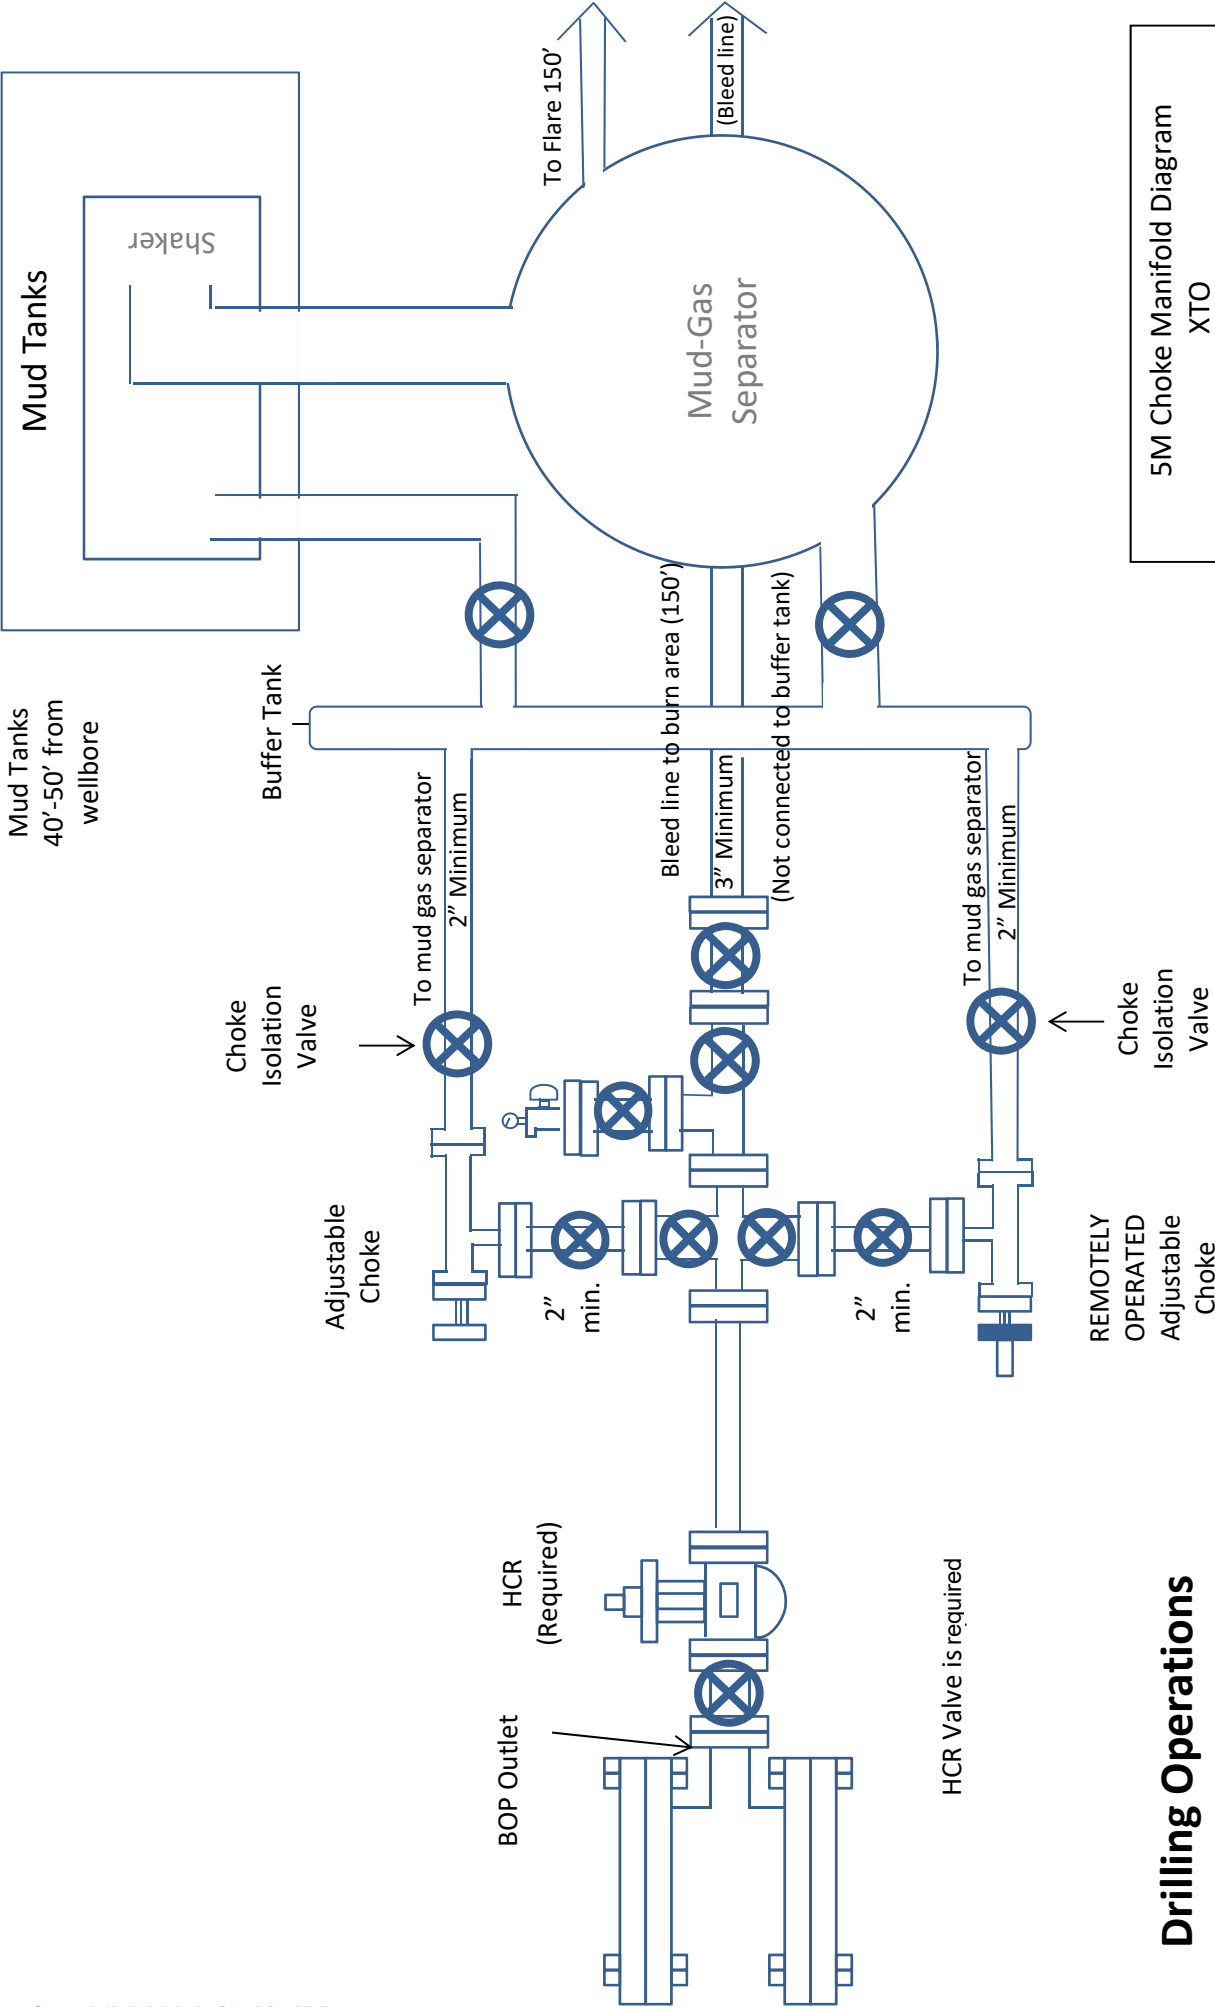 Mud Tanks
40’-50’ from
wellbore
Mud Tanks
Shaker
Buffer Tank
Choke
Isolation
Valve
Adjustable
Choke
To mud gas separator
2” Minimum
To Flare 150’
(Bleed line)
Mud-Gas
Separator
Bleed line to burn area (150’)
3” Minimum
(Not connected to buffer tank)
2”
min.
2”
min.
HCR
(Required)
BOP Outlet
HCR Valve is required
To mud gas separator
2” Minimum
Choke
Isolation
Valve
REMOTELY
OPERATED
Adjustable
Choke
Drilling Operations
5M Choke Manifold Diagram
XTO